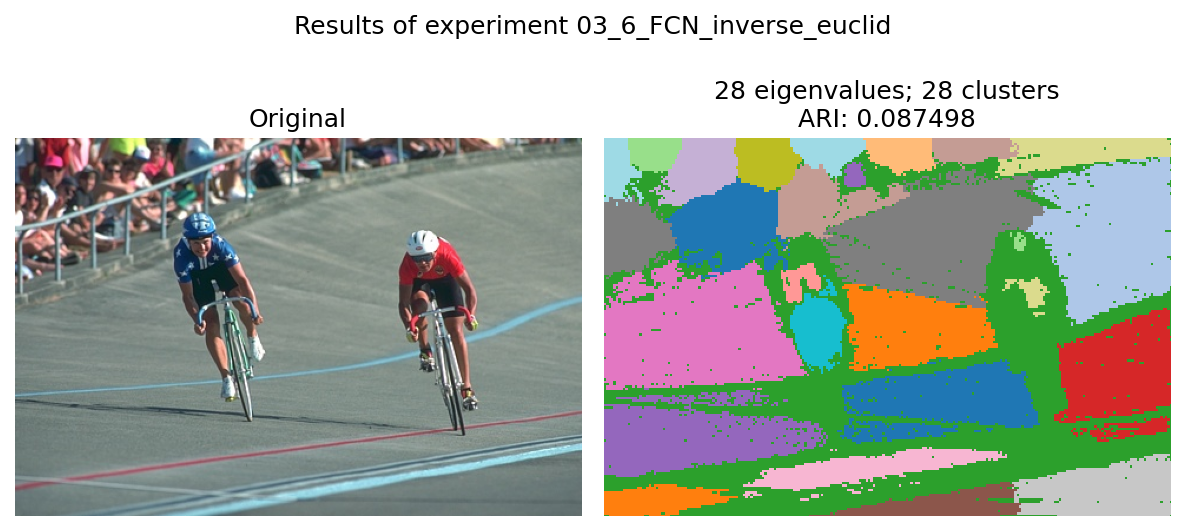 Results of experiment 03_6_FCN_inverse_euclid
Original
28 eigenvalues; 28 clusters
ARI: 0.087498